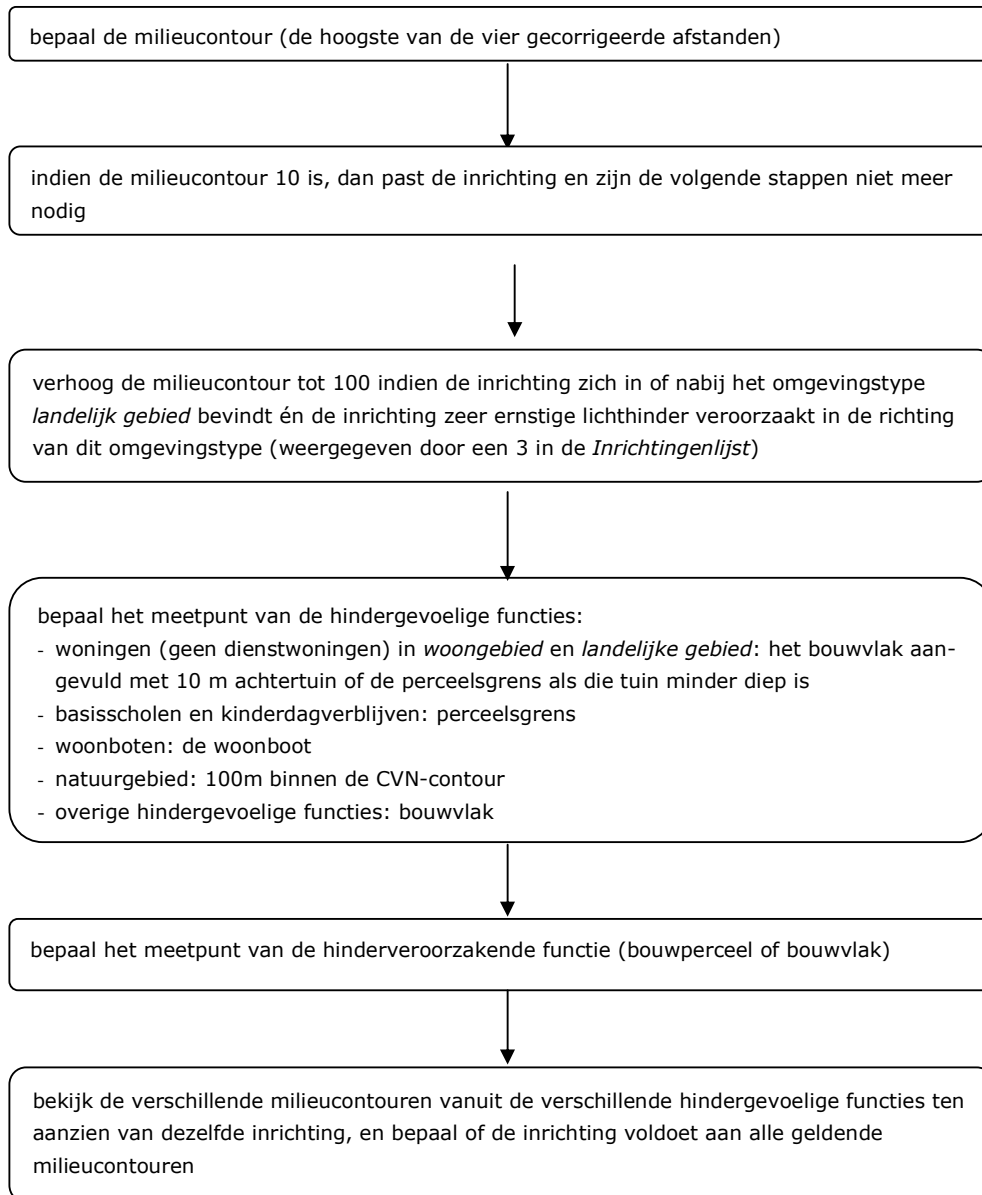 bepaal de milieucontour (de hoogste van de vier gecorrigeerde afstanden)
indien de milieucontour 10 is, dan past de inrichting en zijn de volgende stappen niet meer
nodig
verhoog de milieucontour tot 100 indien de inrichting zich in of nabij het omgevingstype
landelijk gebied bevindt én de inrichting zeer ernstige lichthinder veroorzaakt in de richting
van dit omgevingstype (weergegeven door een 3 in de Inrichtingenlijst)
bepaal het meetpunt van de hindergevoelige functies:
- woningen (geen dienstwoningen) in woongebied en landelijke gebied: het bouwvlak aan-
gevuld met 10 m achtertuin of de perceelsgrens als die tuin minder diep is
- basisscholen en kinderdagverblijven: perceelsgrens
- woonboten: de woonboot
- natuurgebied: 100m binnen de CVN-contour
- overige hindergevoelige functies: bouwvlak
bepaal het meetpunt van de hinderveroorzakende functie (bouwperceel of bouwvlak)
bekijk de verschillende milieucontouren vanuit de verschillende hindergevoelige functies ten
aanzien van dezelfde inrichting, en bepaal of de inrichting voldoet aan alle geldende
milieucontouren